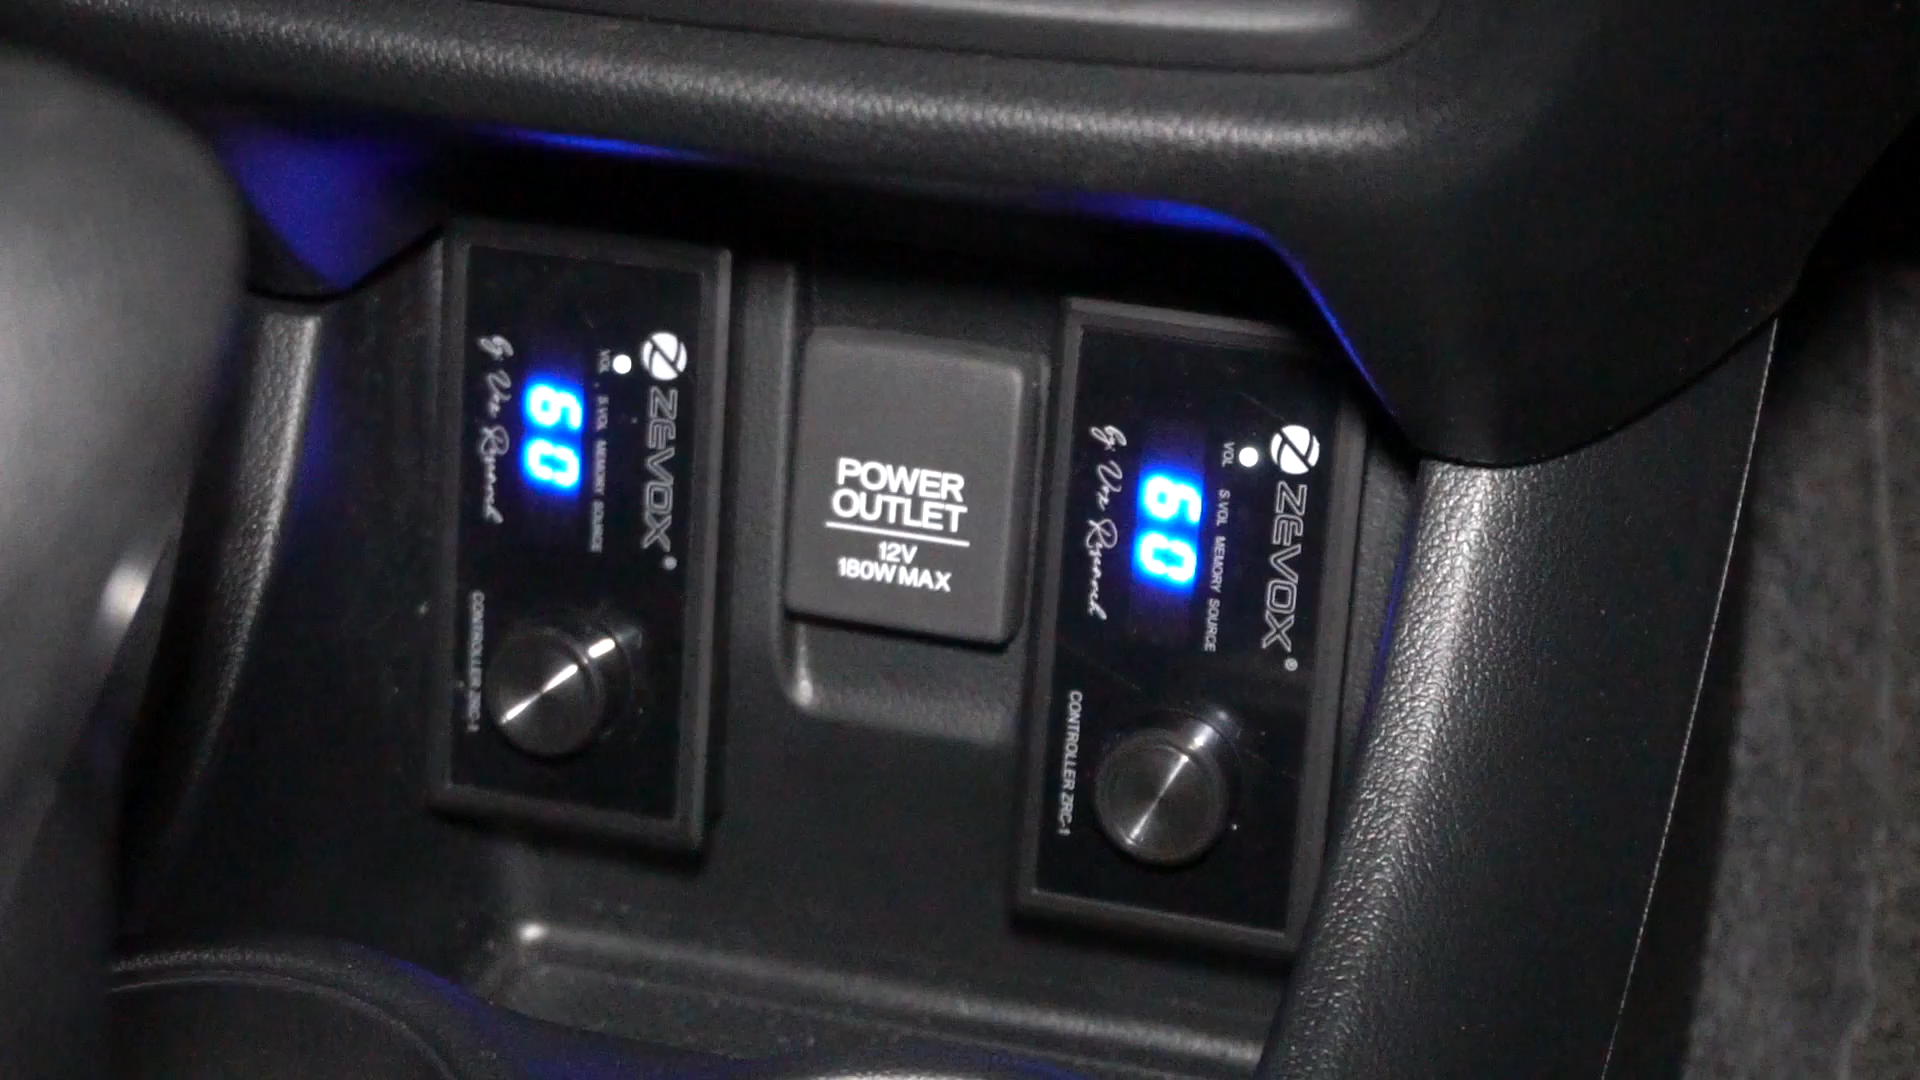 ZEVOX®
VOL S.VOL MEMORY SOURCE
60
CONTROLLER ZRC-1
POWER
OUTLET
12V
180W MAX
ZEVOX®
VOL S.VOL MEMORY SOURCE
60
CONTROLLER ZRC-1